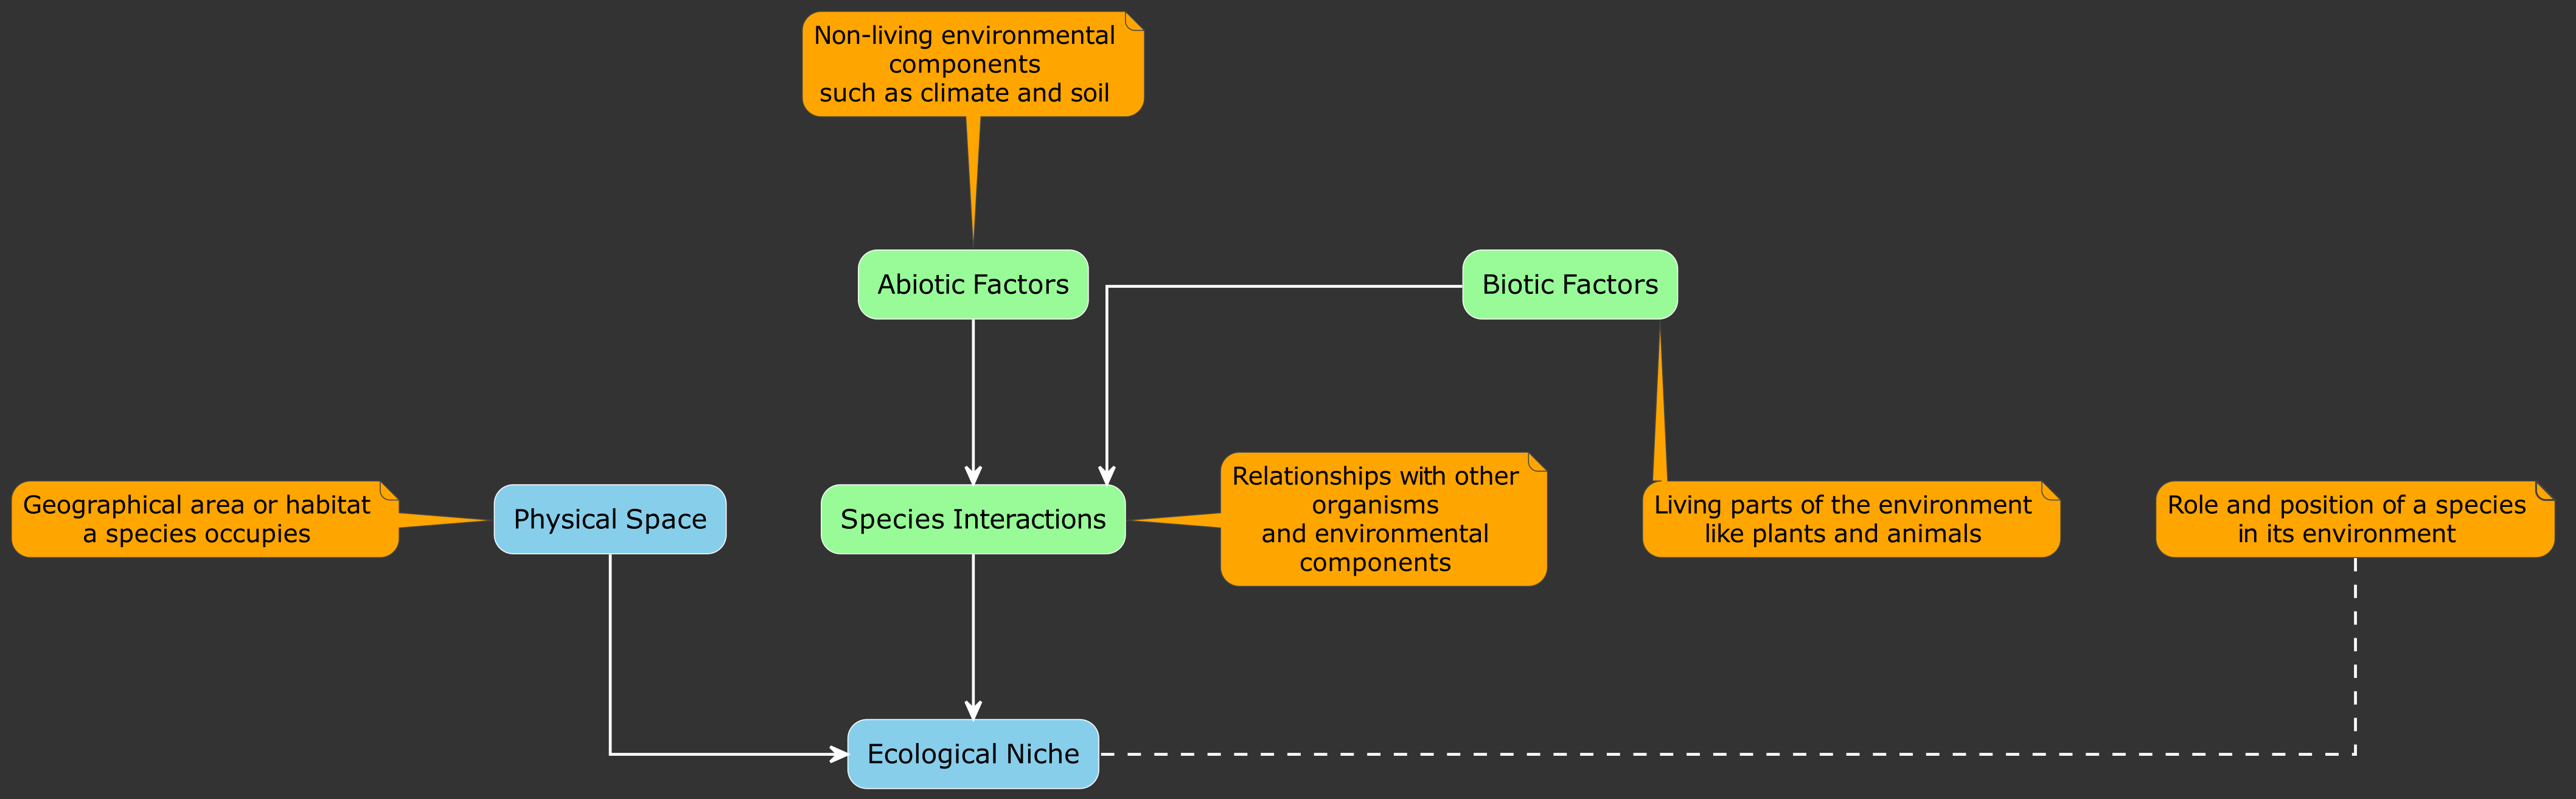 Non-living environmental
components
such as climate and soil
Abiotic Factors
Biotic Factors
Geographical area or habitat
a species occupies
Physical Space
Species Interactions
Relationships with other
organisms
and environmental
components
Living parts of the environment
like plants and animals
Role and position of a species
in its environment
Ecological Niche